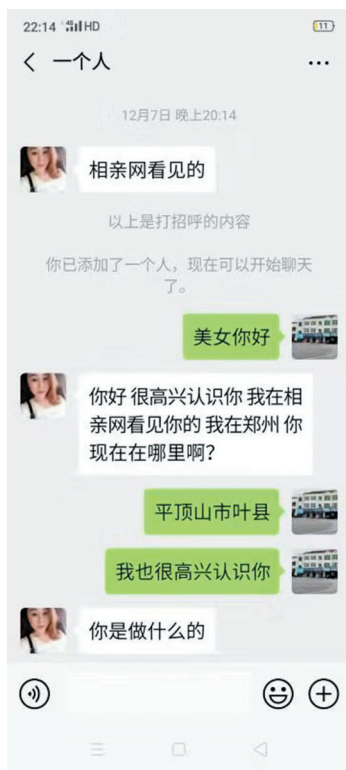 22:14 4G HD 11
一个人
12月7日 晚上20:14
相亲网看见的
以上是打招呼的内容
你已添加了一个人，现在可以开始聊天
了。
美女你好
你好 很高兴认识你 我在相
亲网看见你的 我在郑州 你
现在在哪里啊？
平顶山市叶县
我也很高兴认识你
你是做什么的